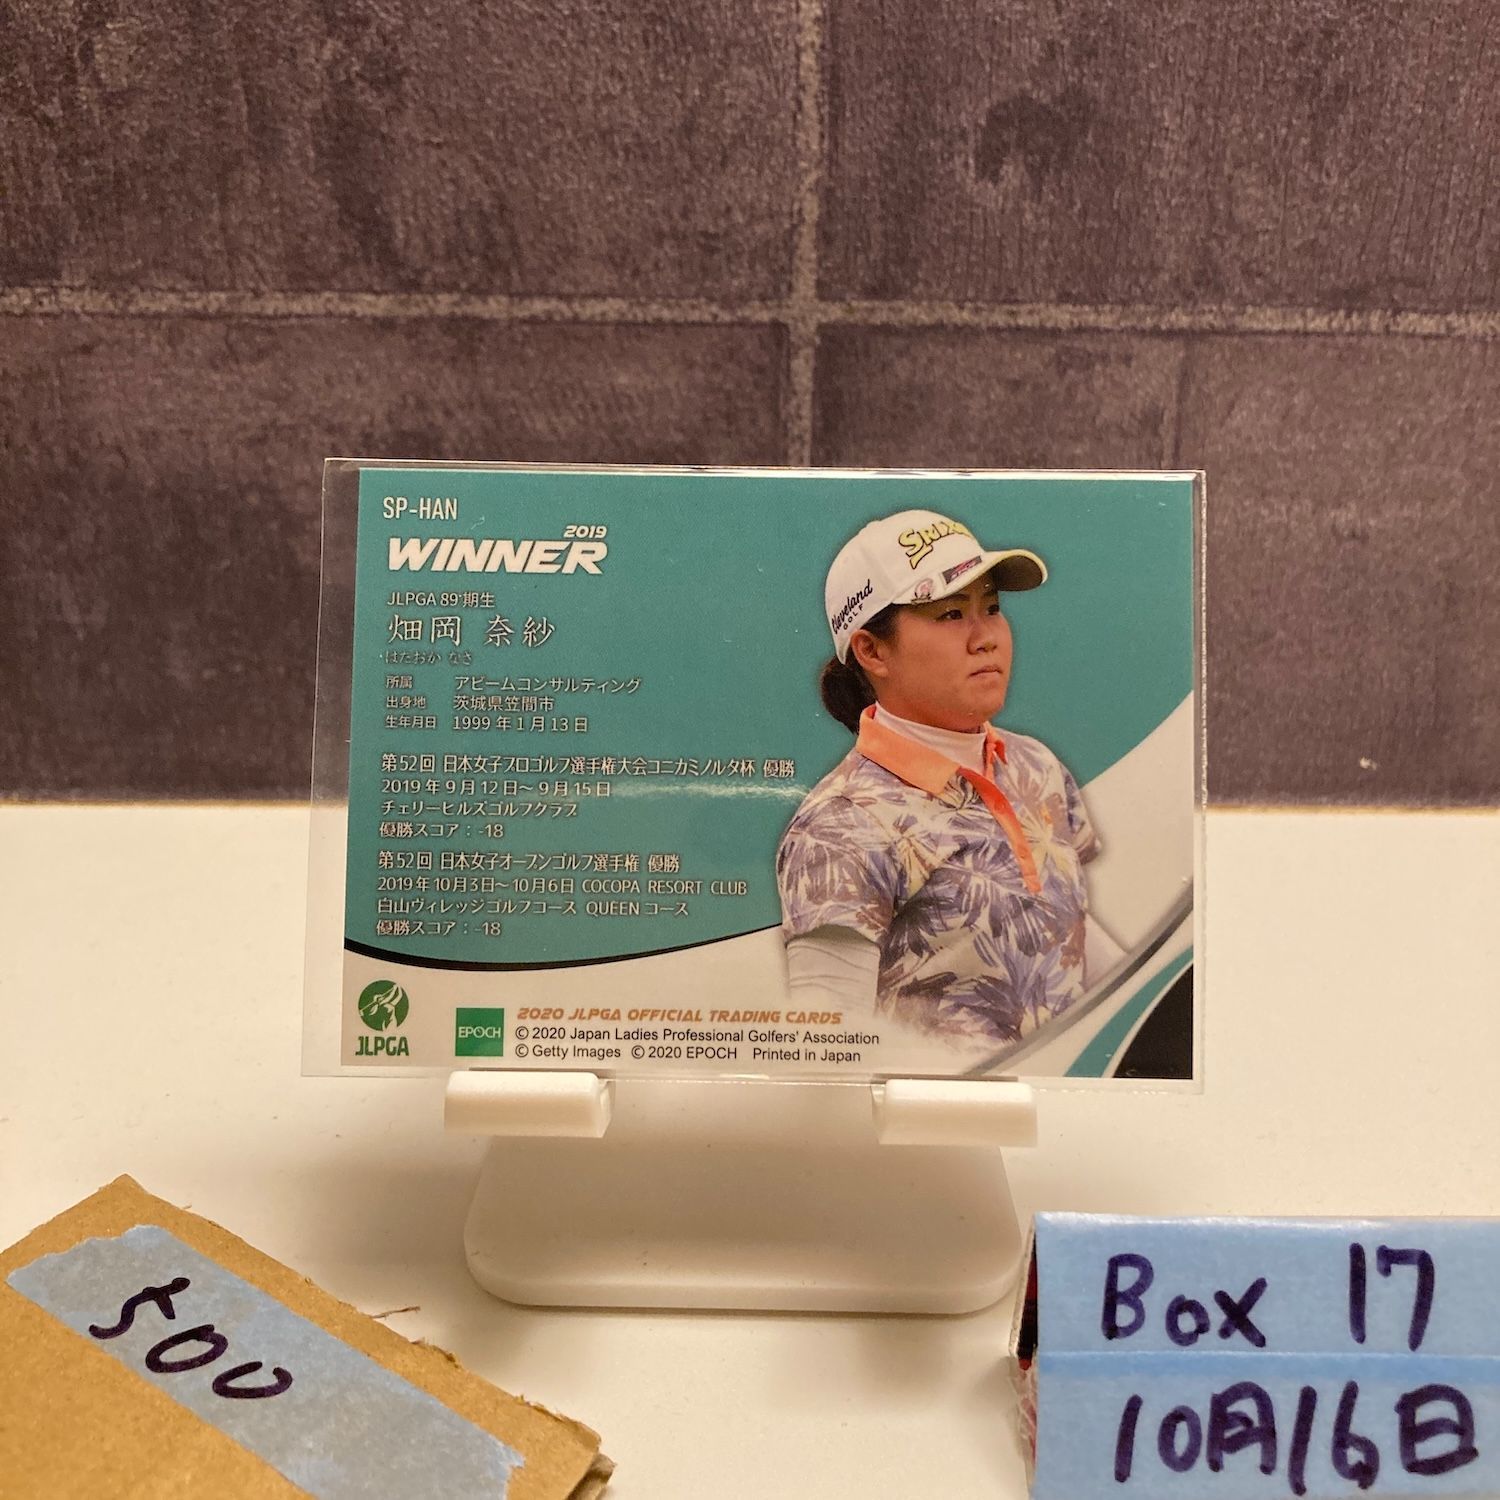 SP-HAN
2019
WINNER
JLPGA 89期生
畑岡 奈紗
はたおか なさ
所属 アビームコンサルティング
出身地 茨城県笠間市
生年月日 1999年1月13日
第52回 日本女子プロゴルフ選手権大会コニカミノルタ杯 優勝
2019年9月12日〜9月15日
チェリーヒルズゴルフクラブ
優勝スコア：-18
第52回 日本女子オープンゴルフ選手権 優勝
2019年10月3日〜10月6日 COCOPA RESORT CLUB
白山ヴィレッジゴルフコース QUEENコース
優勝スコア：-18
Cleveland
GOLF
JLPGA
EPOCH
2020 JLPGA OFFICIAL TRADING CARDS
© 2020 Japan Ladies Professional Golfers' Association
© Getty Images © 2020 EPOCH Printed in Japan
500
Box 17
10月16日